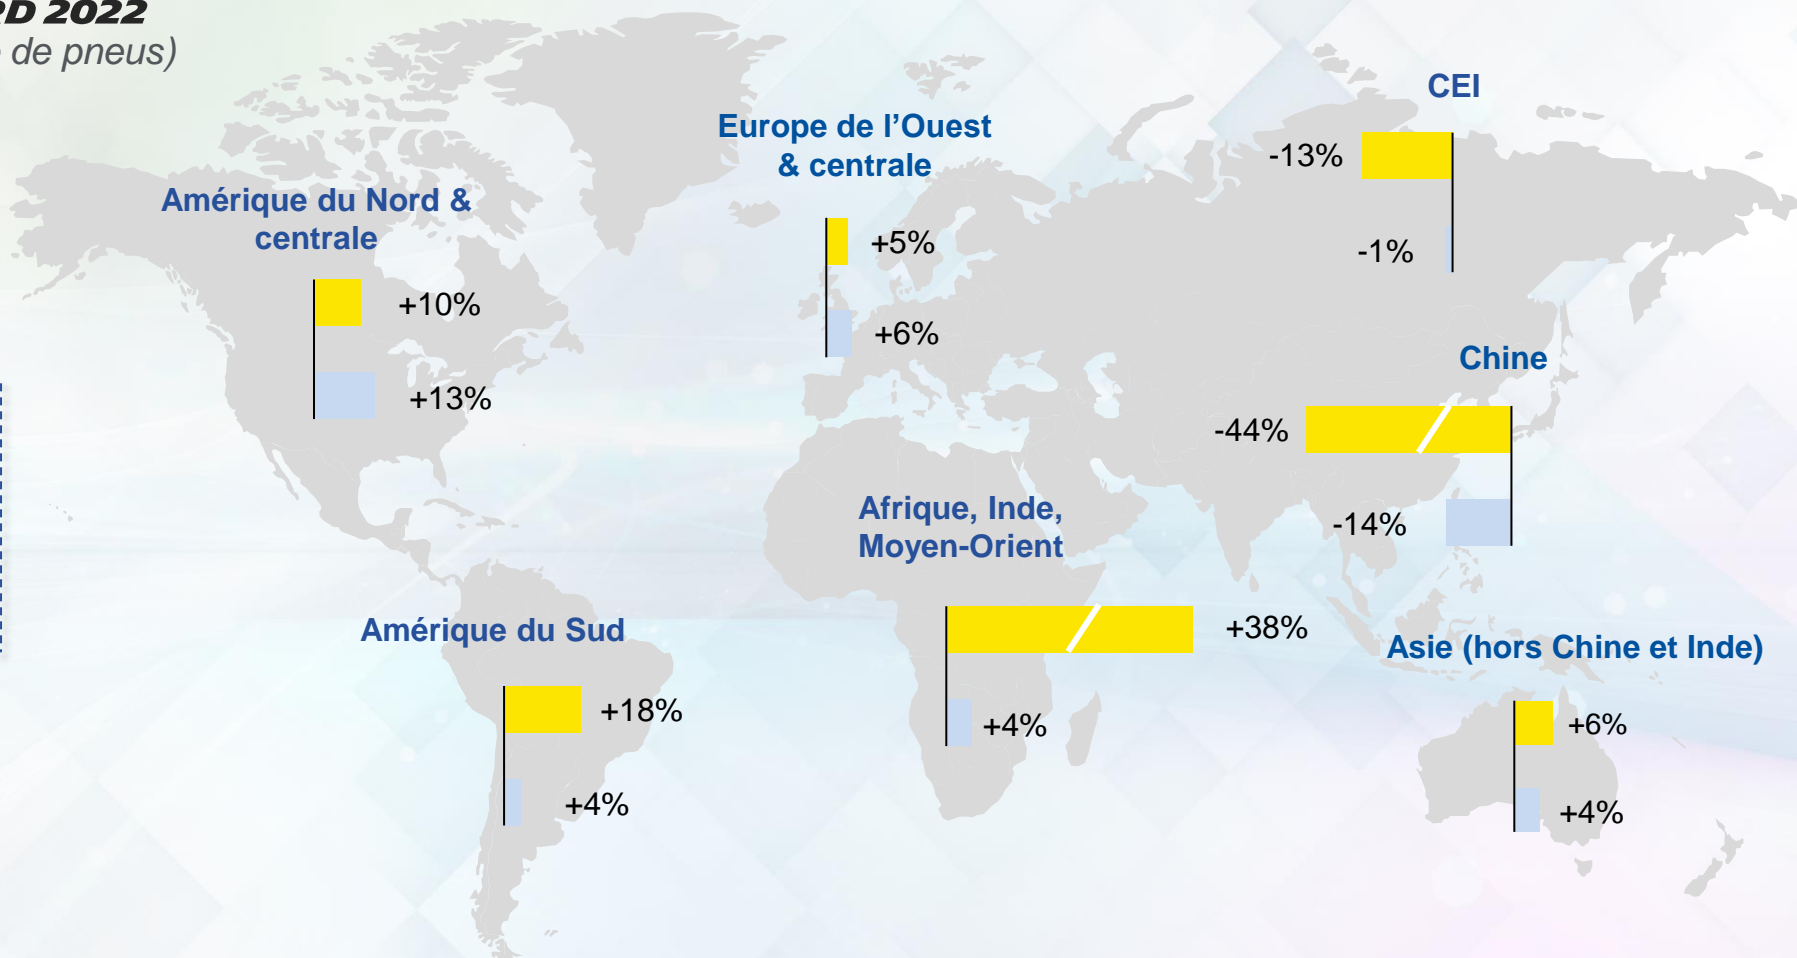 2022
de pneus)
CEI
-13%
-1%
Europe de l’Ouest
& centrale
+5%
+6%
Amérique du Nord &
centrale
+10%
+13%
Chine
-44%
-14%
Afrique, Inde,
Moyen-Orient
+38%
+4%
Amérique du Sud
+18%
+4%
Asie (hors Chine et Inde)
+6%
+4%